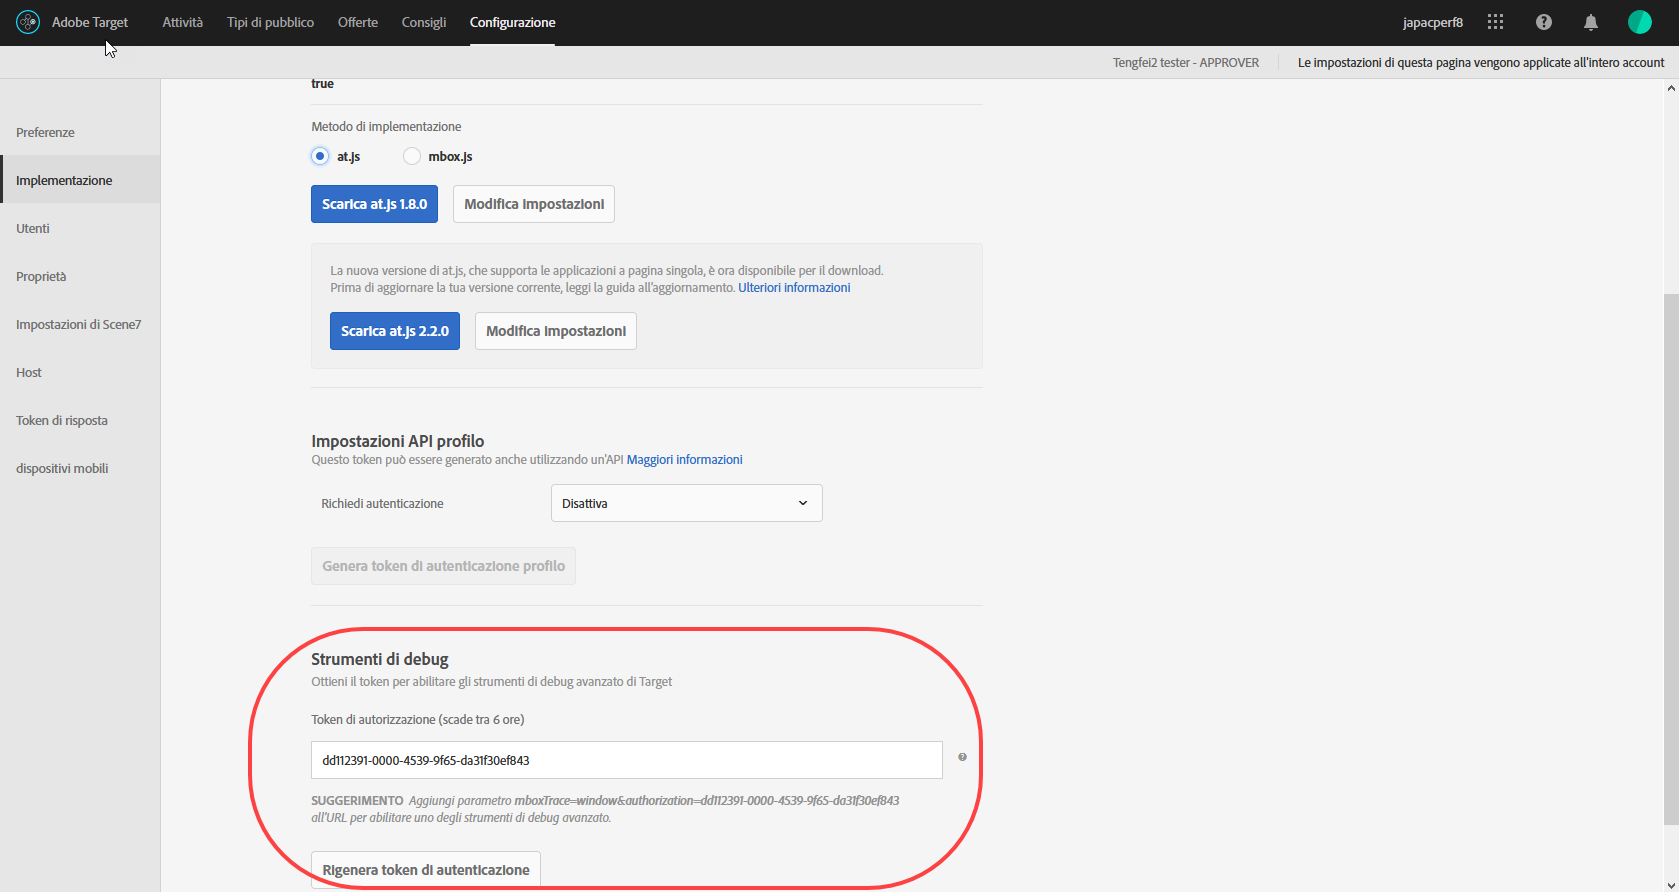 Adobe Target
Attività
Tipi di pubblico
Offerte
Consigli
Configurazione
japacperf8
Tengfei2 tester - APPROVER
Le impostazioni di questa pagina vengono applicate all'intero account
Preferenze
Implementazione
Utenti
Proprietà
Impostazioni di Scene7
Host
Token di risposta
dispositivi mobili
true
Metodo di implementazione
at.js
mbox.js
Scarica at.js 1.8.0
Modifica impostazioni
La nuova versione di at.js, che supporta le applicazioni a pagina singola, è ora disponibile per il download.
Prima di aggiornare la tua versione corrente, leggi la guida all'aggiornamento. Ulteriori informazioni
Scarica at.js 2.2.0
Modifica impostazioni
Impostazioni API profilo
Questo token può essere generato anche utilizzando un'API Maggiori informazioni
Richiedi autenticazione
Disattiva
Genera token di autenticazione profilo
Strumenti di debug
Ottieni il token per abilitare gli strumenti di debug avanzato di Target
Token di autorizzazione (scade tra 6 ore)
dd112391-0000-4539-9f65-da31f30ef843
SUGGERIMENTO Aggiungi parametro mboxTrace=window&authorization=dd112391-0000-4539-9f65-da31f30ef843
all'URL per abilitare uno degli strumenti di debug avanzato.
Rigenera token di autenticazione